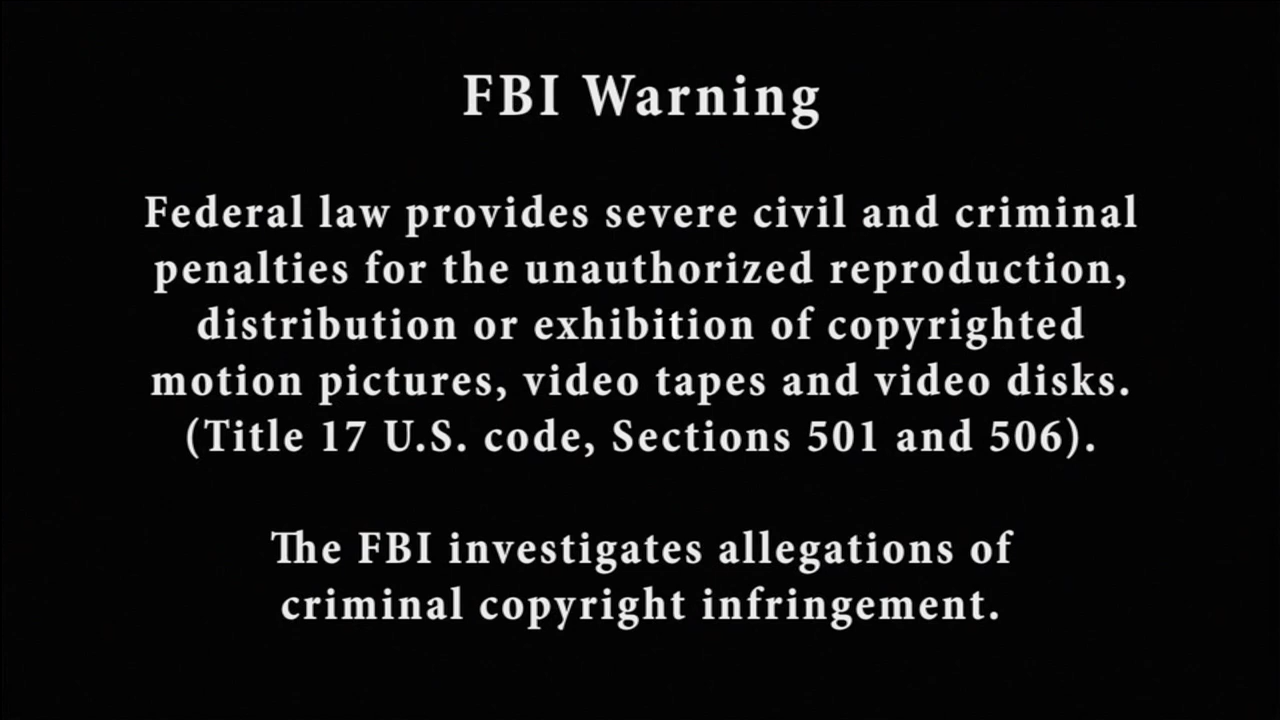 FBI Warning
Federal law provides severe civil and criminal
penalties for the unauthorized reproduction,
distribution or exhibition of copyrighted
motion pictures, video tapes and video disks.
(Title 17 U.S. code, Sections 501 and 506).
The FBI investigates allegations of
criminal copyright infringement.